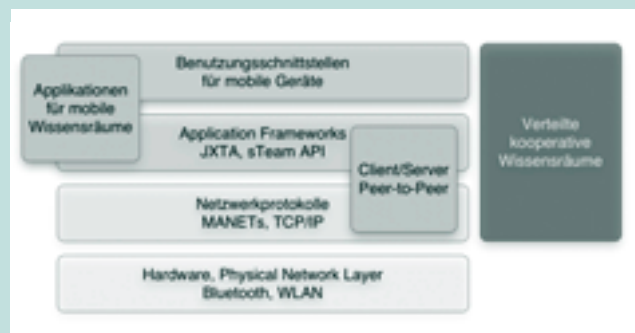 Benutzungsschnittstellen
für mobile Geräte
Applikationen
für mobile
Wissensräume
Application Frameworks
JXTA, sTeam API
Client/Server
Peer-to-Peer
Netzwerkprotokolle
MANETs, TCP/IP
Hardware, Physical Network Layer
Bluetooth, WLAN
Verteilte
kooperative
Wissensräume